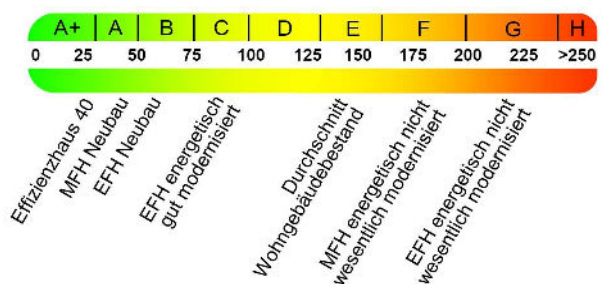 A+ A B C D E F G H
0 25 50 75 100 125 150 175 200 225 >250
Effizienzhaus 40
MFH Neubau
EFH Neubau
EFH energetisch
gut modernisiert
Durchschnitt
Wohngebäudebestand
MFH energetisch nicht
wesentlich modernisiert
EFH energetisch nicht
wesentlich modernisiert